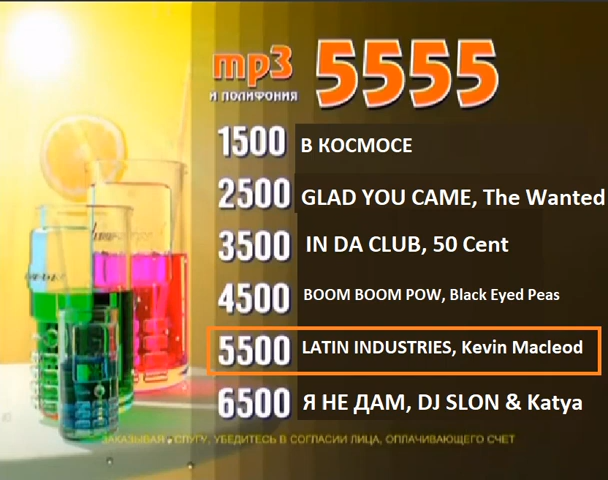 mp3
и полифония
5555
1500 В КОСМОСЕ
2500 GLAD YOU CAME, The Wanted
3500 IN DA CLUB, 50 Cent
4500 BOOM BOOM POW, Black Eyed Peas
5500 LATIN INDUSTRIES, Kevin Macleod
6500 Я НЕ ДАМ, DJ SLON & Katya
ЗАКАЗЫВАЯ УСЛУГУ, УБЕДИТЕСЬ В СОГЛАСИИ ЛИЦА, ОПЛАЧИВАЮЩЕГО СЧЕТ